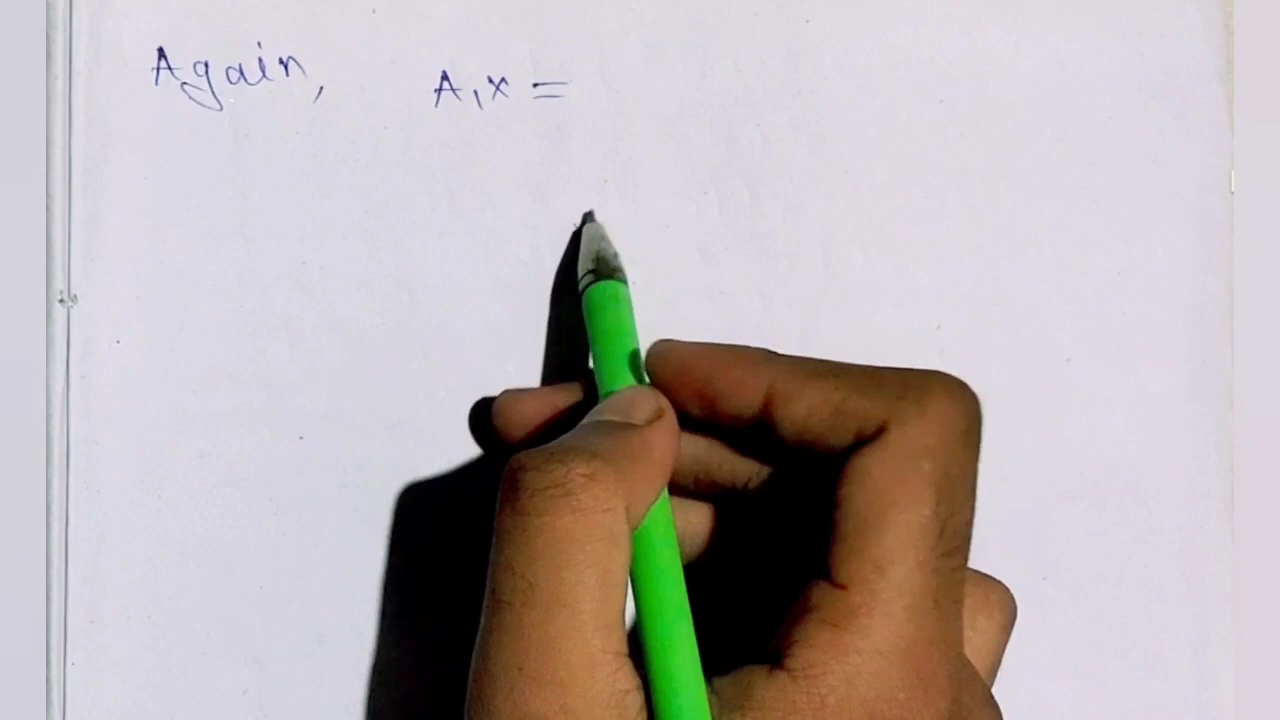 Again, A₁x =